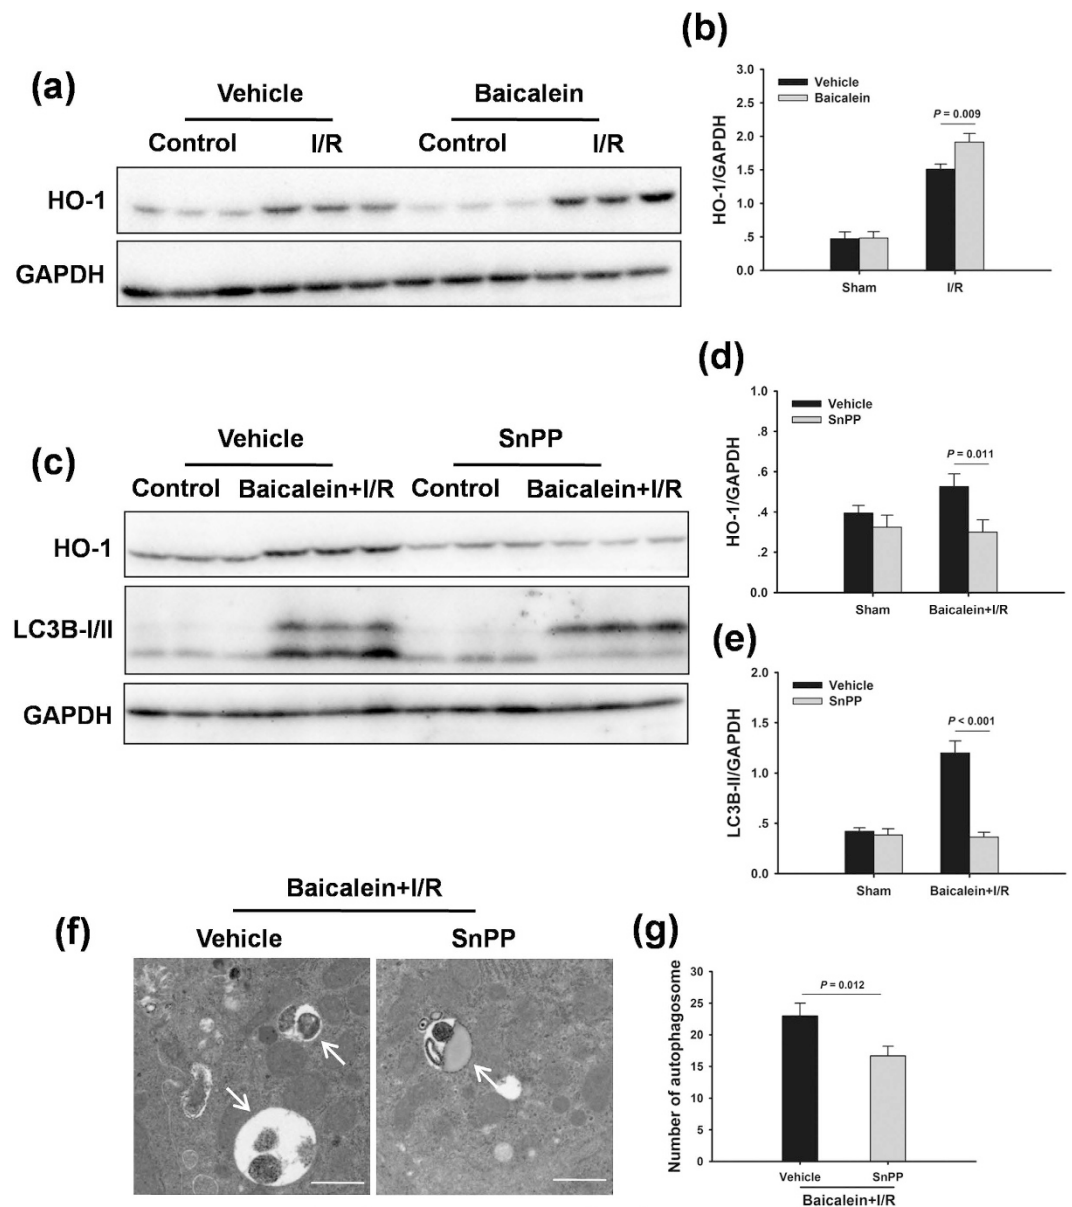 (a)
Vehicle Baicalein
Control I/R Control I/R
HO-1
GAPDH
(b)
HO-1/GAPDH
3.0
2.5
2.0
1.5
1.0
.5
0.0
Vehicle
Baicalein
P = 0.009
Sham I/R
(c)
Vehicle SnPP
Control Baicalein+I/R Control Baicalein+I/R
HO-1
LC3B-I/II
GAPDH
(d)
HO-1/GAPDH
1.0
.8
.6
.4
.2
0.0
Vehicle
SnPP
P = 0.011
Sham Baicalein+I/R
(e)
LC3B-II/GAPDH
2.0
1.5
1.0
.5
0.0
Vehicle
SnPP
P < 0.001
Sham Baicalein+I/R
(f)
Baicalein+I/R
Vehicle SnPP
(g)
Number of autophagosome
30
25
20
15
10
5
0
P = 0.012
Vehicle SnPP
Baicalein+I/R